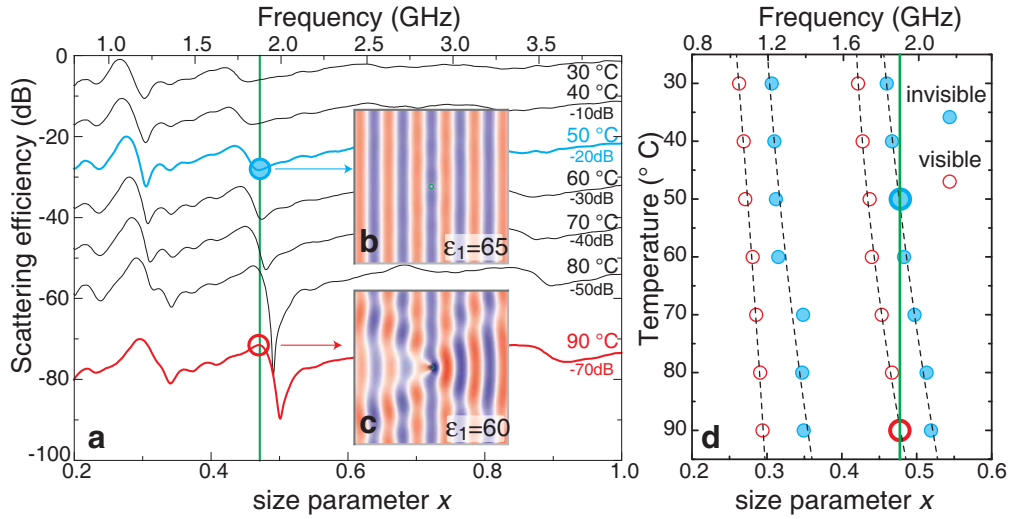 Frequency (GHz)
1.0 1.5 2.0 2.5 3.0 3.5
Scattering efficiency (dB)
0
-20
-40
-60
-80
-100
30 °C
40 °C
-10dB
50 °C
-20dB
60 °C
-30dB
70 °C
-40dB
80 °C
-50dB
90 °C
-70dB
b
ε1=65
c
ε1=60
a
0.2 0.4 0.6 0.8 1.0
size parameter x
Frequency (GHz)
0.8 1.2 1.6 2.0
Temperature (° C)
30
40
50
60
70
80
90
invisible
visible
d
0.2 0.3 0.4 0.5 0.6
size parameter x